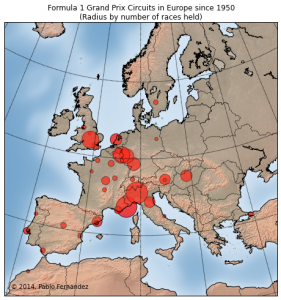 Formula 1 Grand Prix Circuits in Europe since 1950
(Radius by number of races held)
© 2014, Pablo Fernandez